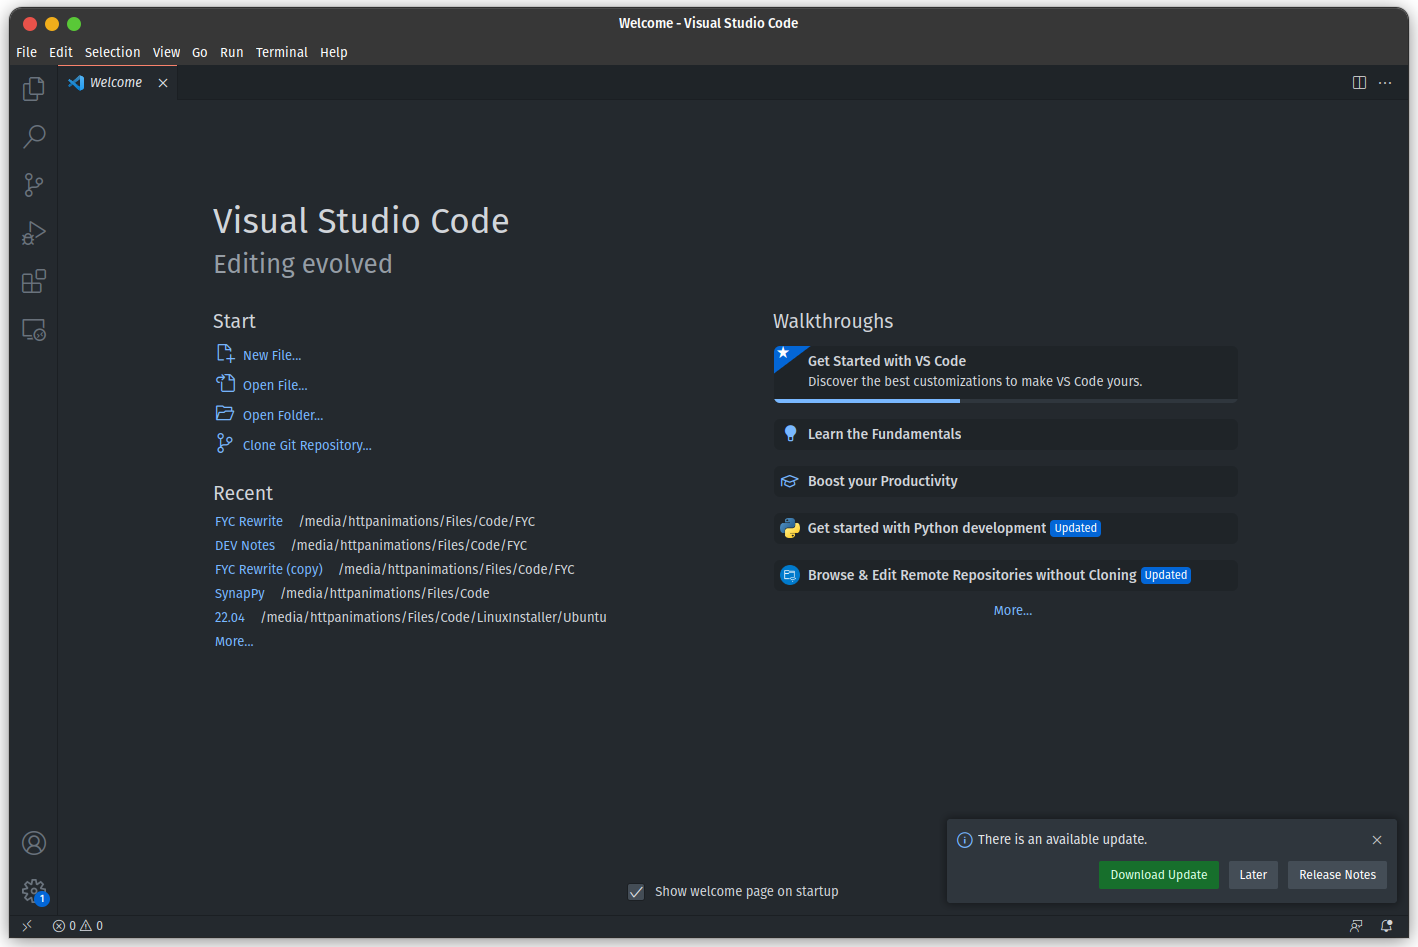 Welcome - Visual Studio Code
File Edit Selection View Go Run Terminal Help
Welcome
Visual Studio Code
Editing evolved
Start
New File...
Open File...
Open Folder...
Clone Git Repository...
Recent
FYC Rewrite /media/httpanimations/Files/Code/FYC
DEV Notes /media/httpanimations/Files/Code/FYC
FYC Rewrite (copy) /media/httpanimations/Files/Code/FYC
SynapPy /media/httpanimations/Files/Code
22.04 /media/httpanimations/Files/Code/LinuxInstaller/Ubuntu
More...
Walkthroughs
Get Started with VS Code
Discover the best customizations to make VS Code yours.
Learn the Fundamentals
Boost your Productivity
Get started with Python development Updated
Browse & Edit Remote Repositories without Cloning Updated
More...
There is an available update.
Download Update Later Release Notes
Show welcome page on startup
1
0 0